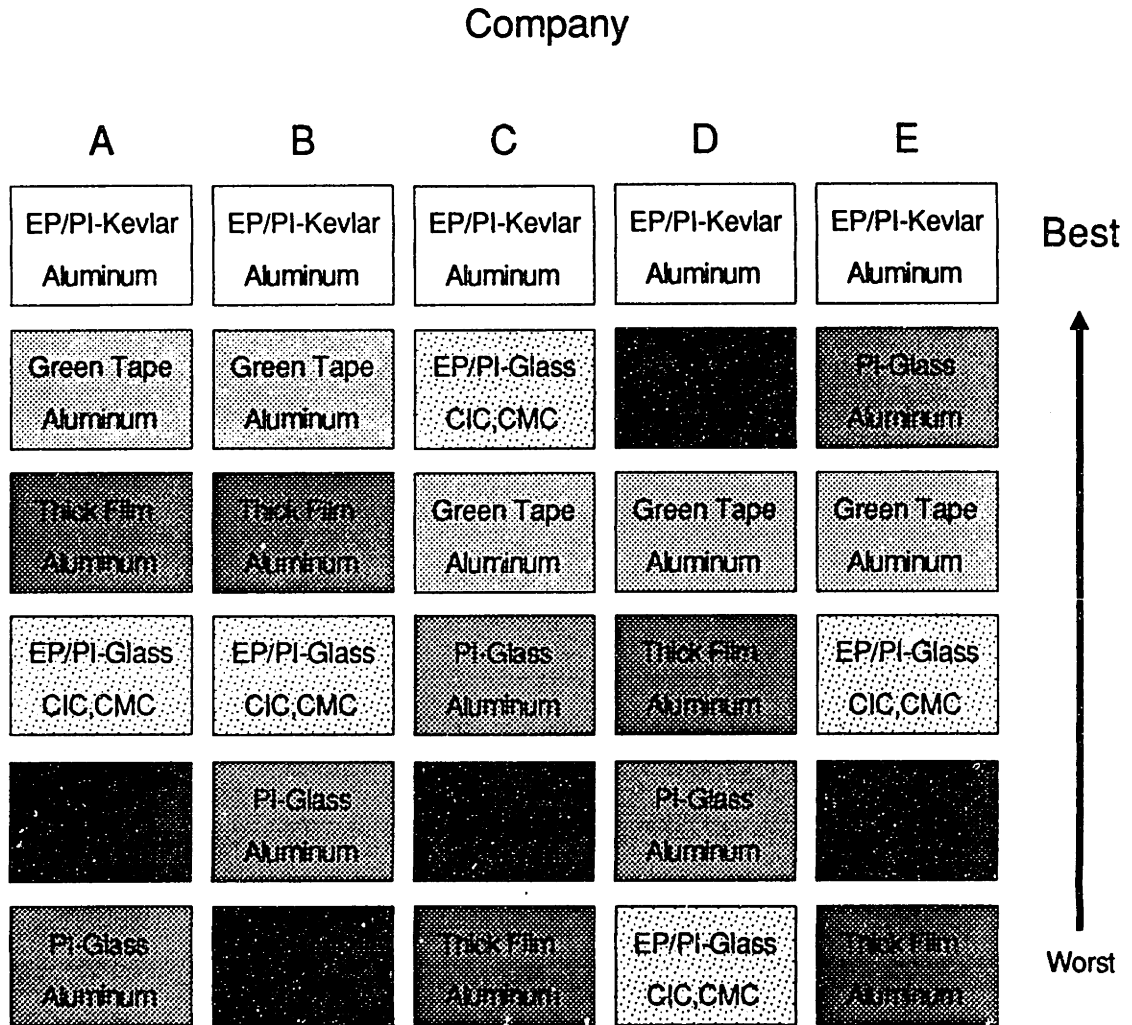 Company
A B C D E
EP/PI-Kevlar EP/PI-Kevlar EP/PI-Kevlar EP/PI-Kevlar EP/PI-Kevlar
Aluminum Aluminum Aluminum Aluminum Aluminum
Best
Green Tape Green Tape EP/PI-Glass PI-Glass
Aluminum Aluminum CIC,CMC Aluminum
Thick Film Thick Film Green Tape Green Tape Green Tape
Aluminum Aluminum Aluminum Aluminum Aluminum
EP/PI-Glass EP/PI-Glass PI-Glass Thick Film EP/PI-Glass
CIC,CMC CIC,CMC Aluminum Aluminum CIC,CMC
PI-Glass PI-Glass
Aluminum Aluminum
PI-Glass Thick Film EP/PI-Glass Thick Film
Aluminum Aluminum CIC,CMC Aluminum
Worst